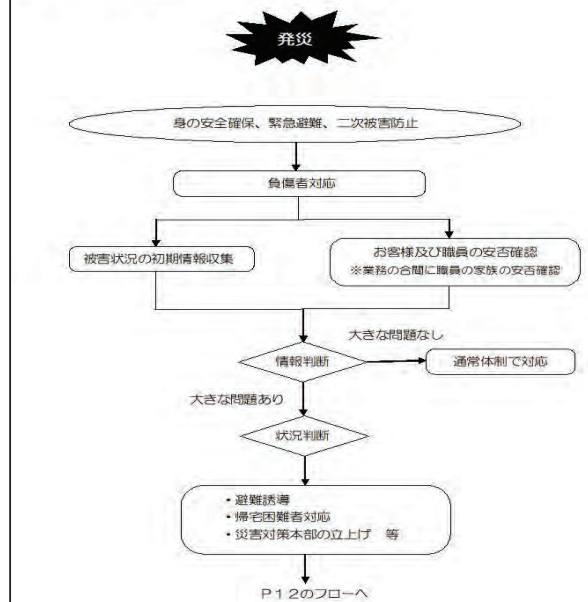 発災
身の安全確保、緊急避難、二次被害防止
負傷者対応
被害状況の初期情報収集
お客様及び職員の安否確認
※業務の合間に職員の家族の安否確認
大きな問題なし
情報判断
通常体制で対応
大きな問題あり
状況判断
・避難誘導
・帰宅困難者対応
・災害対策本部の立上げ　等
P12のフローへ